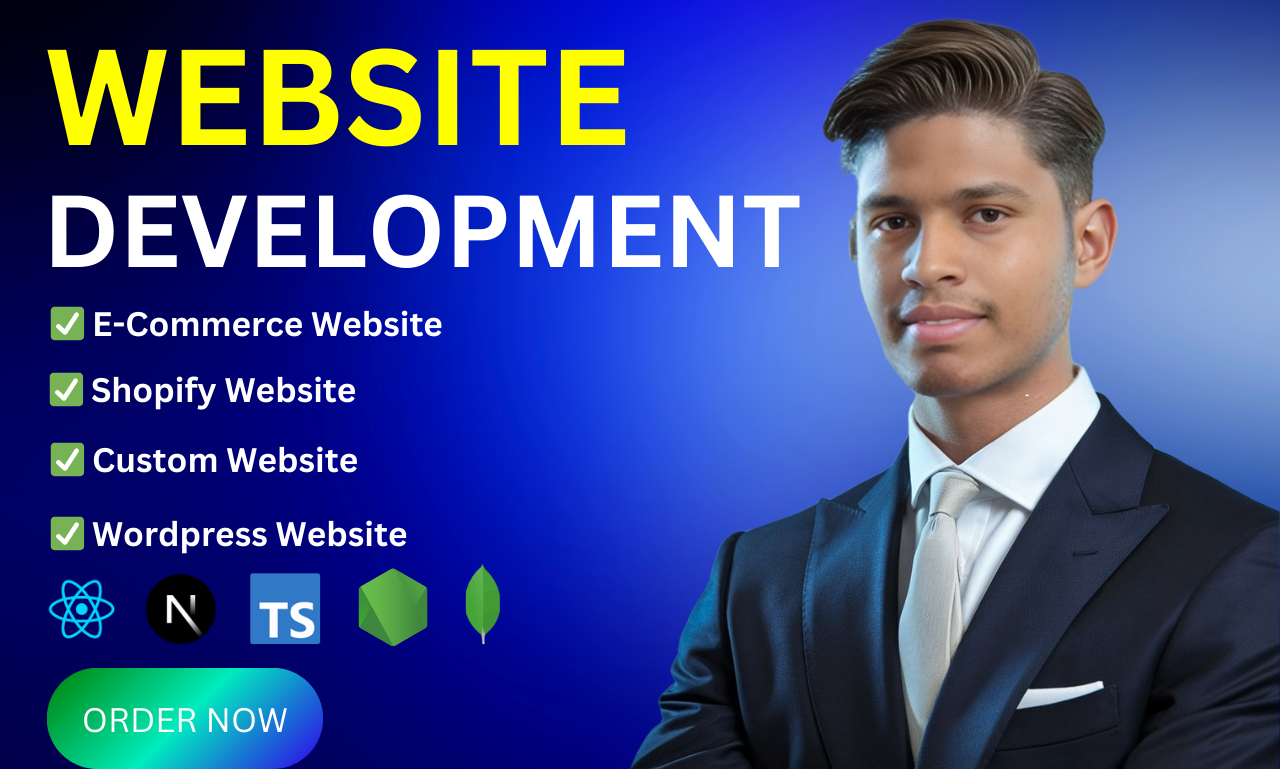 WEBSITE
DEVELOPMENT
✅ E-Commerce Website
✅ Shopify Website
✅ Custom Website
✅ Wordpress Website
N TS
ORDER NOW